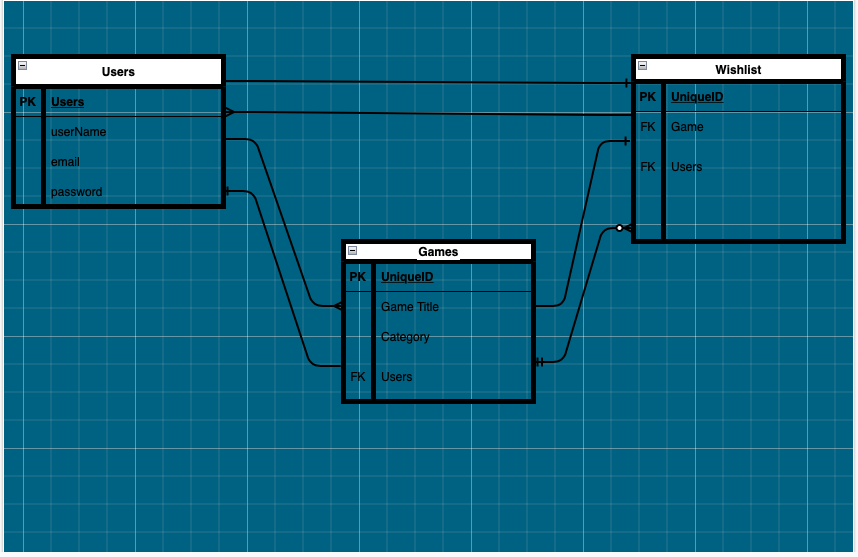 Users
PK Users
userName
email
password
Wishlist
PK UniqueID
FK Game
FK Users
Games
PK UniqueID
Game Title
Category
FK Users